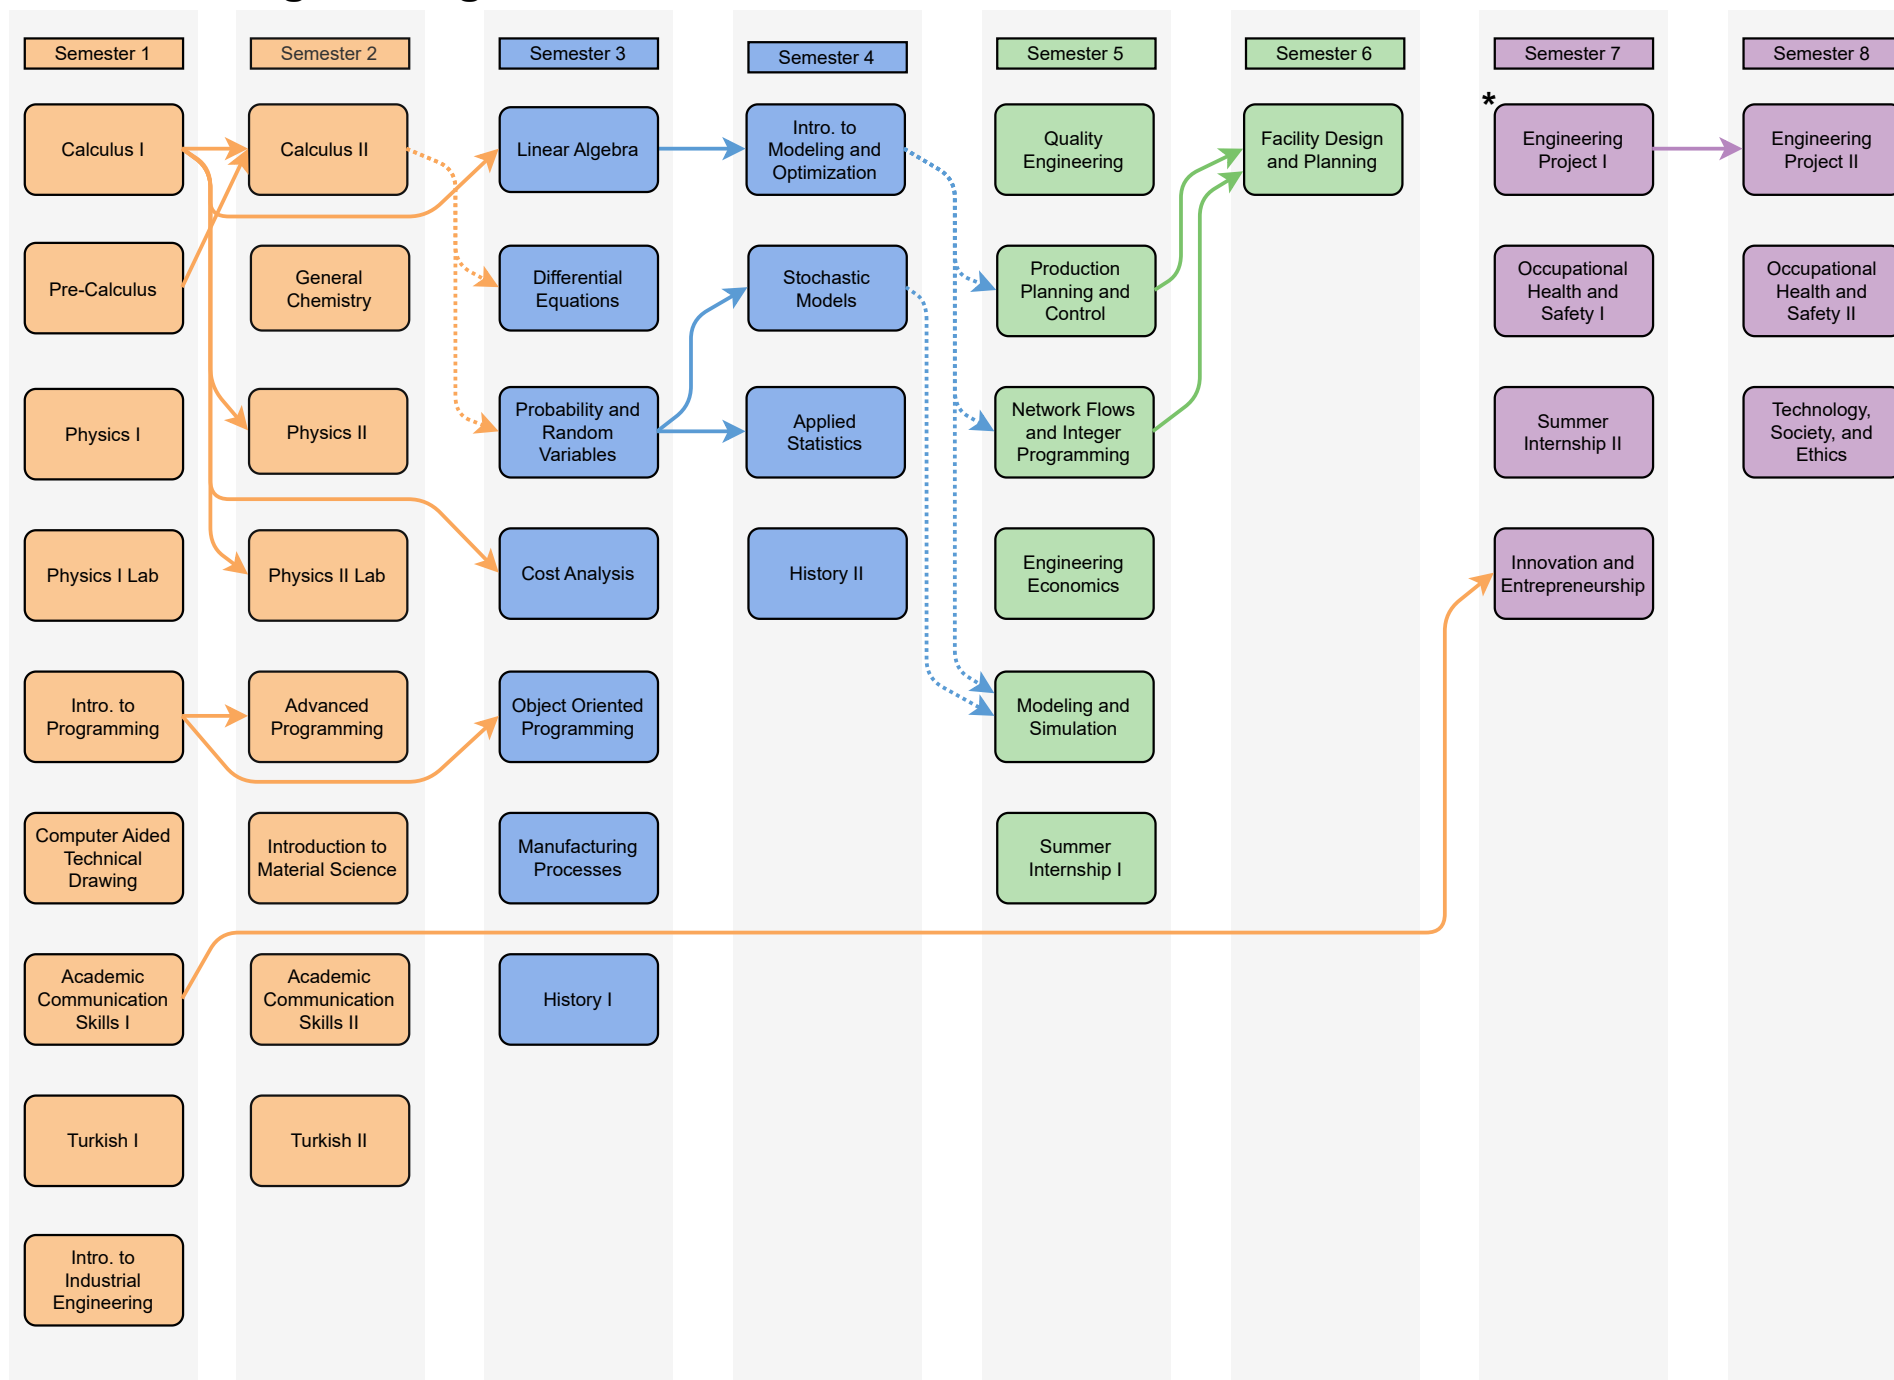 Semester 1
Semester 2
Semester 3
Semester 4
Semester 5
Semester 6
Semester 7
Semester 8
Calculus I
Calculus II
Linear Algebra
Intro. to
Modeling and
Optimization
Quality
Engineering
Facility Design
and Planning
*
Engineering
Project I
Engineering
Project II
Pre-Calculus
General
Chemistry
Differential
Equations
Stochastic
Models
Production
Planning and
Control
Occupational
Health and
Safety I
Occupational
Health and
Safety II
Physics I
Physics II
Probability and
Random
Variables
Applied
Statistics
Network Flows
and Integer
Programming
Summer
Internship II
Technology,
Society, and
Ethics
Physics I Lab
Physics II Lab
Cost Analysis
History II
Engineering
Economics
Innovation and
Entrepreneurship
Intro. to
Programming
Advanced
Programming
Object Oriented
Programming
Modeling and
Simulation
Computer Aided
Technical
Drawing
Introduction to
Material Science
Manufacturing
Processes
Summer
Internship I
Academic
Communication
Skills I
Academic
Communication
Skills II
History I
Turkish I
Turkish II
Intro. to
Industrial
Engineering